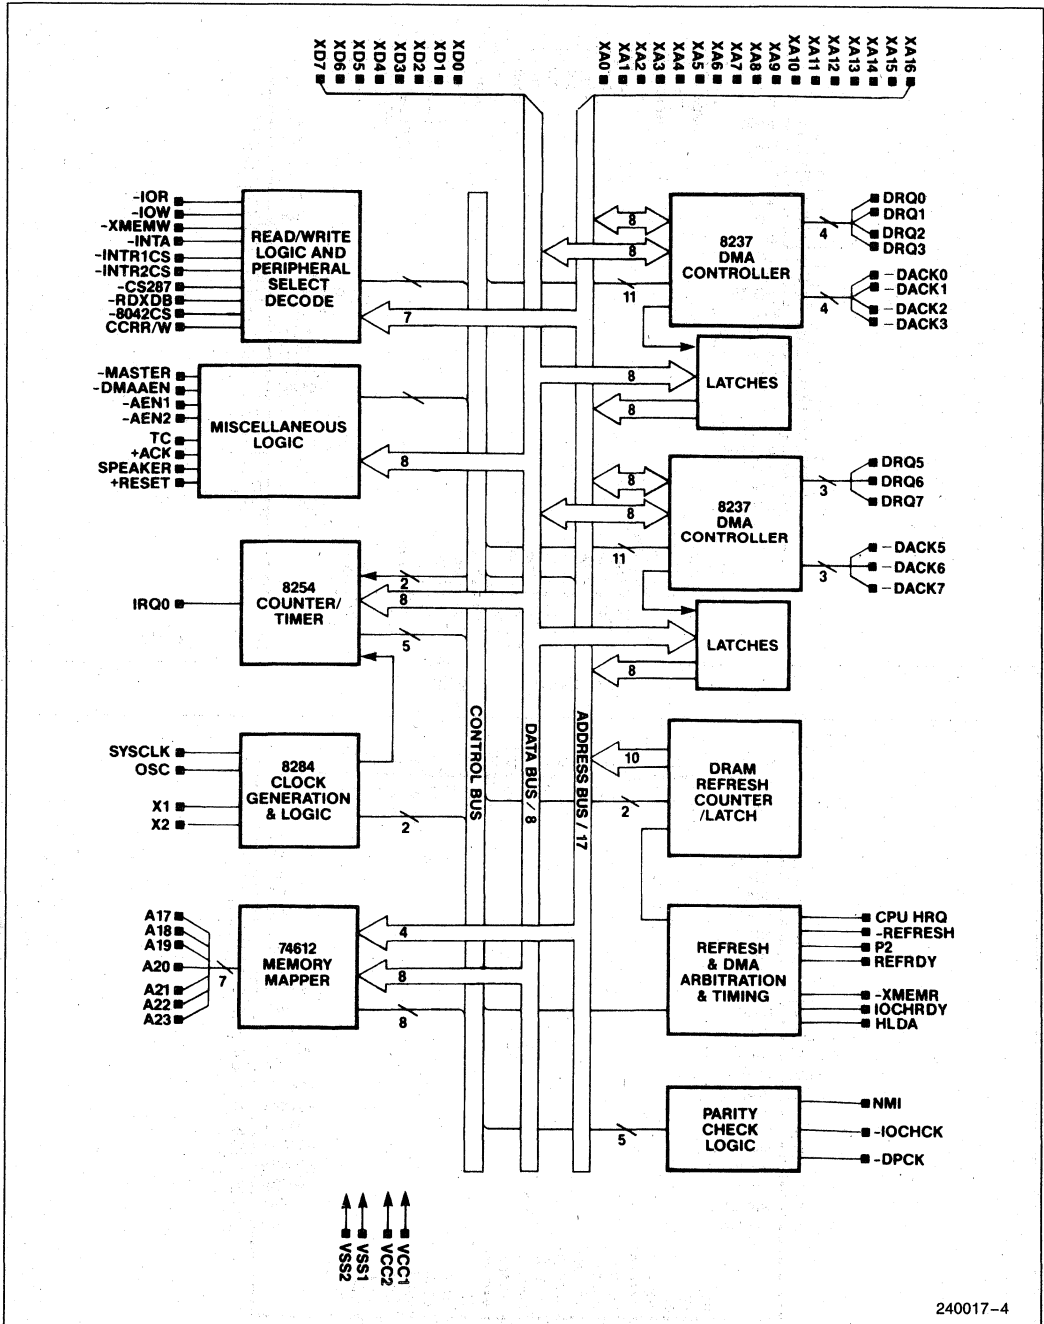 XD7
XD6
XD5
XD4
XD3
XD2
XD1
XD0
XA0
XA1
XA2
XA3
XA4
XA5
XA6
XA7
XA8
XA9
XA10
XA11
XA12
XA13
XA14
XA15
XA16
-IOR
-IOW
-XMEMW
-INTA
-INTR1CS
-INTR2CS
-CS287
-RDXDB
-8042CS
CCRR/W
READ/WRITE
LOGIC AND
PERIPHERAL
SELECT
DECODE
7
8
8
11
8237
DMA
CONTROLLER
4
4
DRQ0
DRQ1
DRQ2
DRQ3
-DACK0
-DACK1
-DACK2
-DACK3
8
8
LATCHES
-MASTER
-DMAAEN
-AEN1
-AEN2
TC
+ACK
SPEAKER
+RESET
MISCELLANEOUS
LOGIC
8
8
8
11
8237
DMA
CONTROLLER
3
3
DRQ5
DRQ6
DRQ7
-DACK5
-DACK6
-DACK7
IRQ0
8254
COUNTER/
TIMER
2
8
5
8
8
LATCHES
CONTROL BUS
DATA BUS / 8
ADDRESS BUS / 17
SYSCLK
OSC
X1
X2
8284
CLOCK
GENERATION
& LOGIC
2
10
2
DRAM
REFRESH
COUNTER
/LATCH
A17
A18
A19
A20
A21
A22
A23
7
74612
MEMORY
MAPPER
4
8
8
REFRESH
& DMA
ARBITRATION
& TIMING
CPU HRQ
-REFRESH
P2
REFRDY
-XMEMR
IOCHRDY
HLDA
5
PARITY
CHECK
LOGIC
NMI
-IOCHCK
-DPCK
VSS2
VSS1
VCC2
VCC1
240017-4